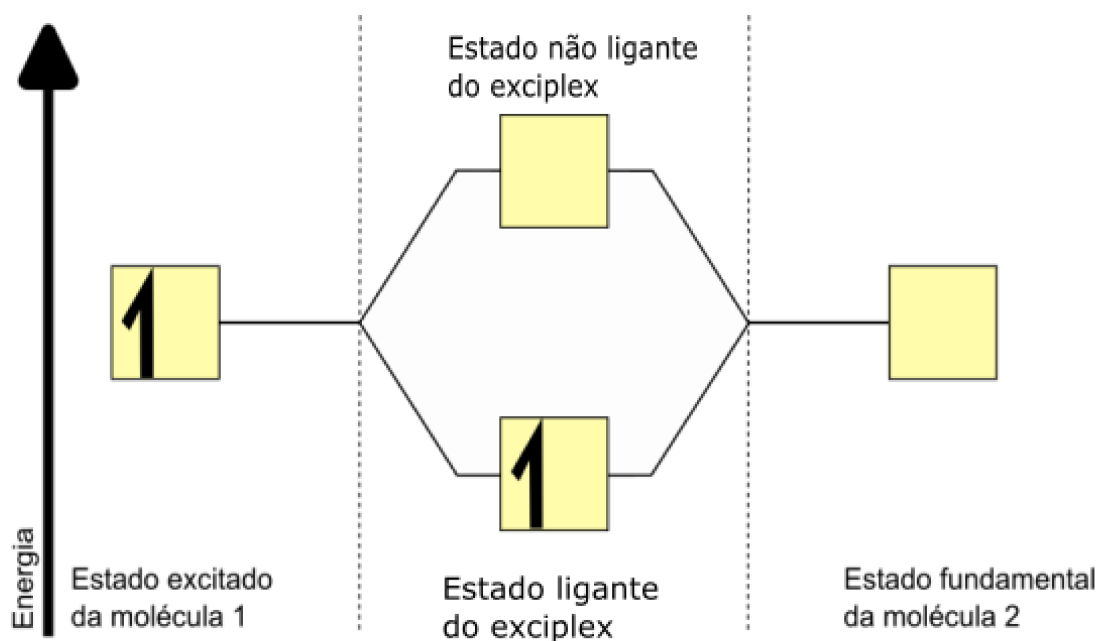 Estado não ligante
do exciplex
Energia
Estado excitado
da molécula 1
Estado ligante
do exciplex
Estado fundamental
da molécula 2